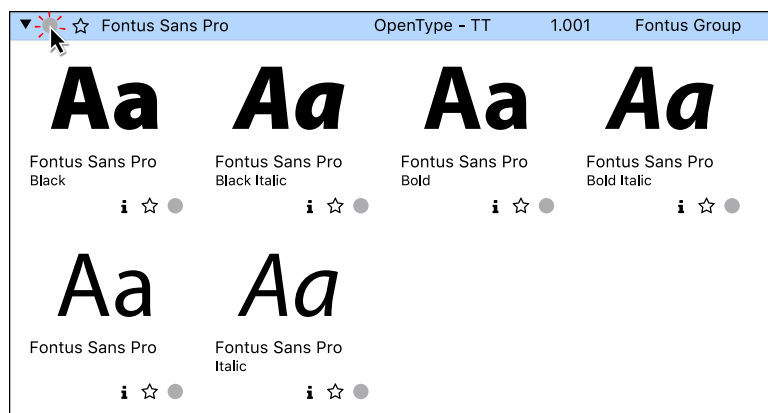 Fontus Sans Pro OpenType - TT 1.001 Fontus Group
Aa Aa Aa Aa
Fontus Sans Pro Fontus Sans Pro Fontus Sans Pro Fontus Sans Pro
Black Black Italic Bold Bold Italic
i i i i
Aa Aa
Fontus Sans Pro Fontus Sans Pro
Italic
i i